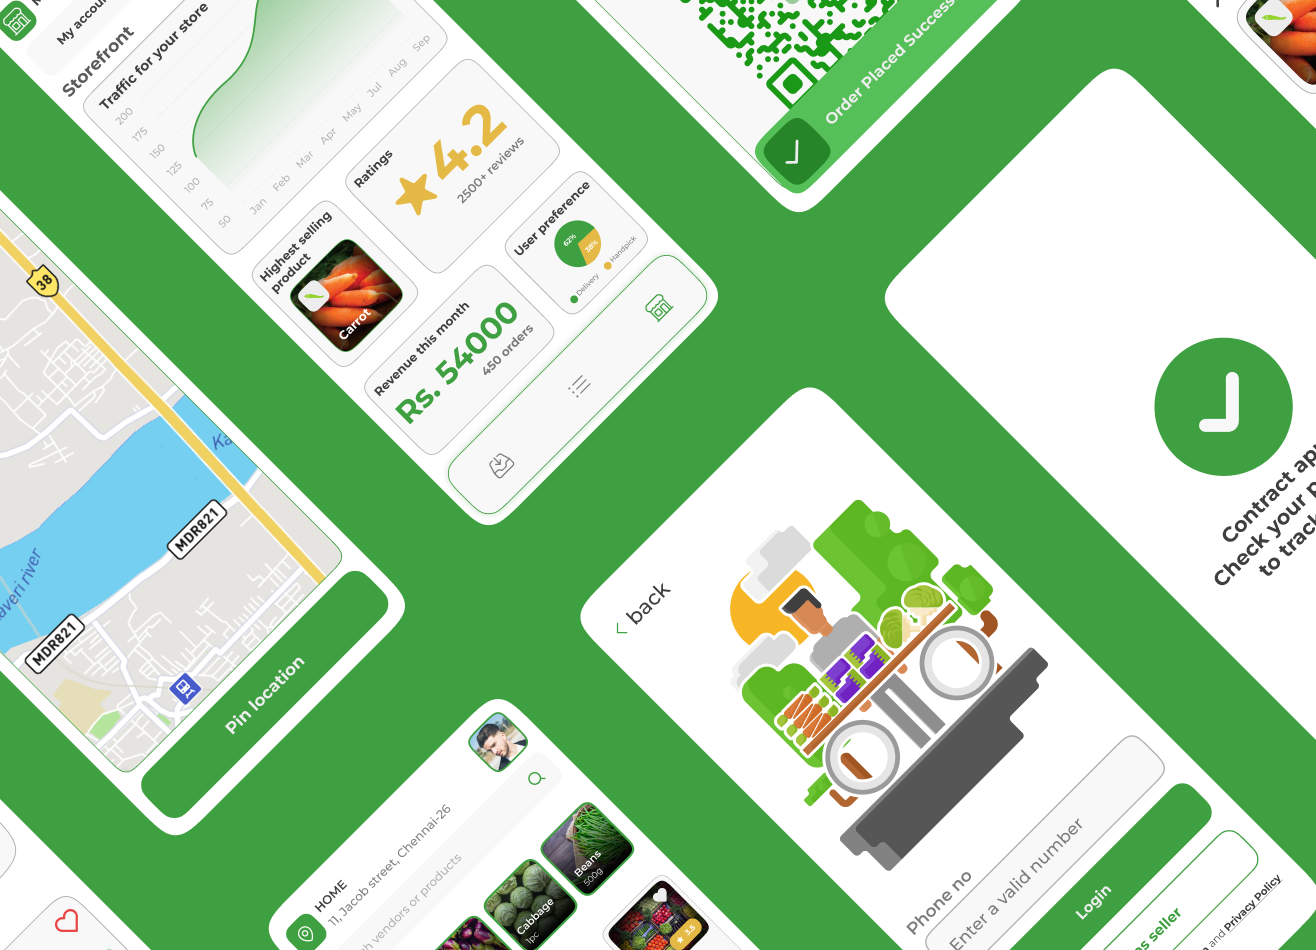 My accou
Storefront
Traffic for your store
200
175
150
125
100
75
50
Jan
Feb
Mar
Apr
May
Jul
Aug
Sep
Ratings
4.2
2500+ reviews
Highest selling
product
Carrot
User preference
62%
38%
Delivery
Handpick
Revenue this month
Rs. 54000
450 orders
Order Placed Success
38
MDR821
MDR821
averi river
Ka
Pin location
Contract ap
Check your p
to track
back
Phone no
Enter a valid number
Login
as seller
and Privacy Policy
HOME
11, Jacob street, Chennai-26
h vendors or products
Beans
500g
Cabbage
1pc
3.5